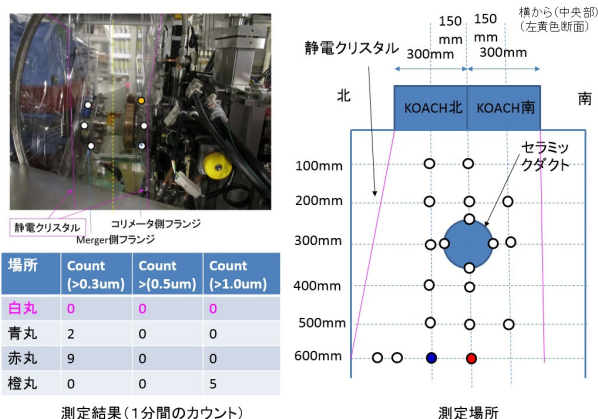 静電クリスタル
コリメータ側フランジ
Merger側フランジ
場所 Count (>0.3um) Count >(0.5um) Count (>1.0um)
白丸 0 0 0
青丸 2 0 0
赤丸 9 0 0
橙丸 0 0 5
測定結果(1分間のカウント)
横から(中央部)
(左黄色断面)
150 mm 150 mm
静電クリスタル
300mm 300mm
北 KOACH北 KOACH南 南
セラミックダクト
100mm
200mm
300mm
400mm
500mm
600mm
測定場所